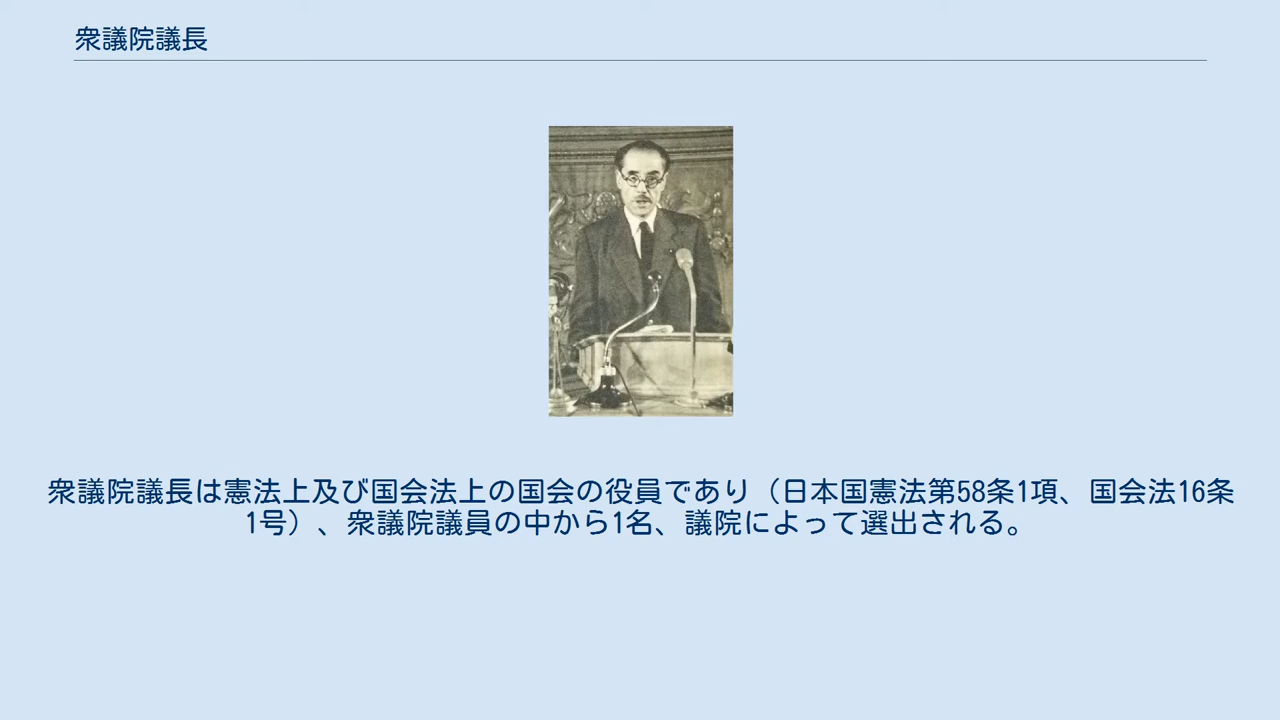 衆議院議長
衆議院議長は憲法上及び国会法上の国会の役員であり（日本国憲法第58条1項、国会法16条
1号）、衆議院議員の中から1名、議院によって選出される。